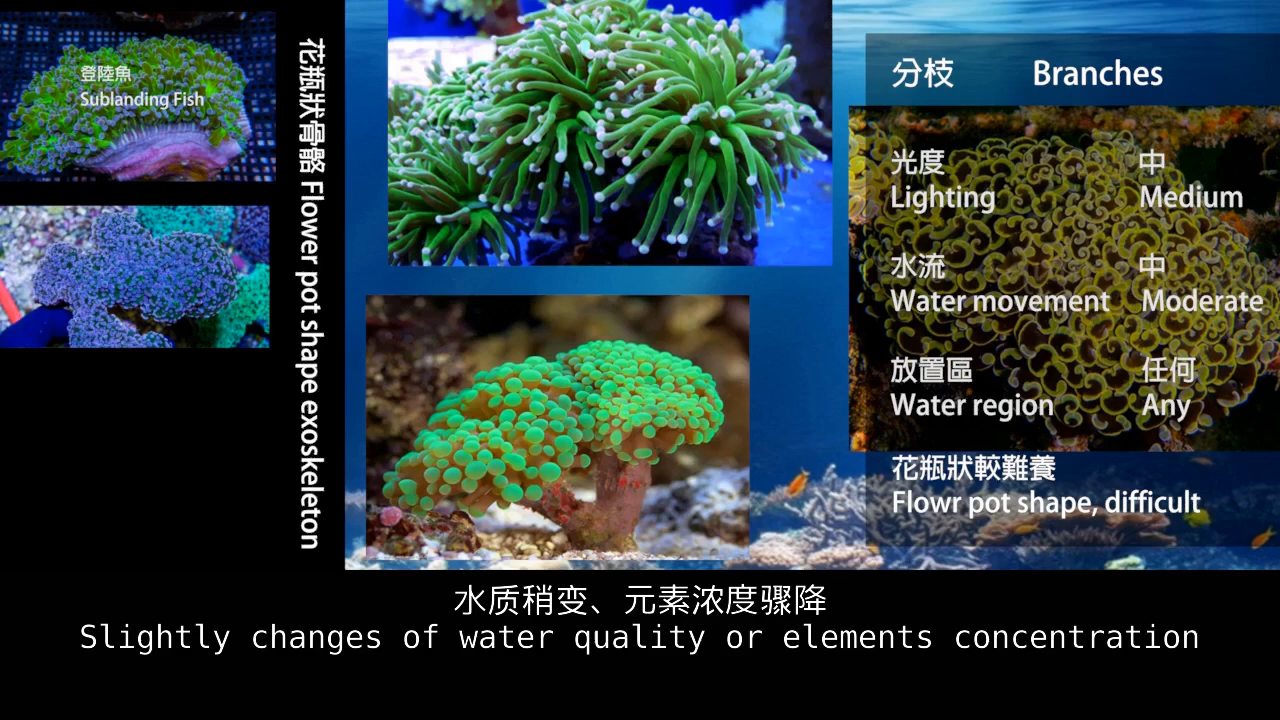 登陸魚
Sublanding Fish
花瓶狀骨骼 Flower pot shape exoskeleton
分枝 Branches
光度 中
Lighting Medium
水流 中
Water movement Moderate
放置區 任何
Water region Any
花瓶狀較難養
Flowr pot shape, difficult
水质稍变、元素浓度骤降
Slightly changes of water quality or elements concentration